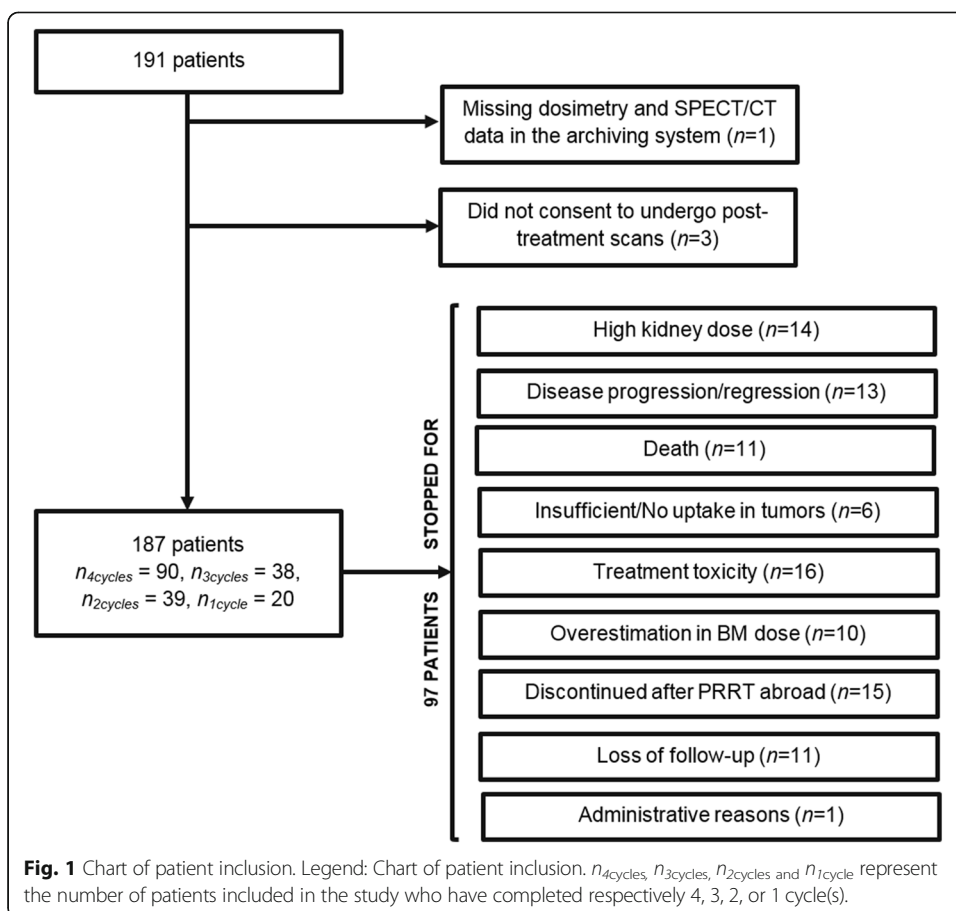 191 patients
Missing dosimetry and SPECT/CT
data in the archiving system (n=1)
Did not consent to undergo post-
treatment scans (n=3)
187 patients
n4cycles = 90, n3cycles = 38,
n2cycles = 39, n1cycle = 20
97 PATIENTS STOPPED FOR
High kidney dose (n=14)
Disease progression/regression (n=13)
Death (n=11)
Insufficient/No uptake in tumors (n=6)
Treatment toxicity (n=16)
Overestimation in BM dose (n=10)
Discontinued after PRRT abroad (n=15)
Loss of follow-up (n=11)
Administrative reasons (n=1)
Fig. 1 Chart of patient inclusion. Legend: Chart of patient inclusion. n4cycles, n3cycles, n2cycles and n1cycle represent
the number of patients included in the study who have completed respectively 4, 3, 2, or 1 cycle(s).